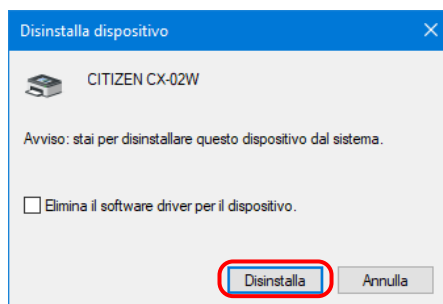 Disinstalla dispositivo
CITIZEN CX-02W
Avviso: stai per disinstallare questo dispositivo dal sistema.
Elimina il software driver per il dispositivo.
Disinstalla
Annulla